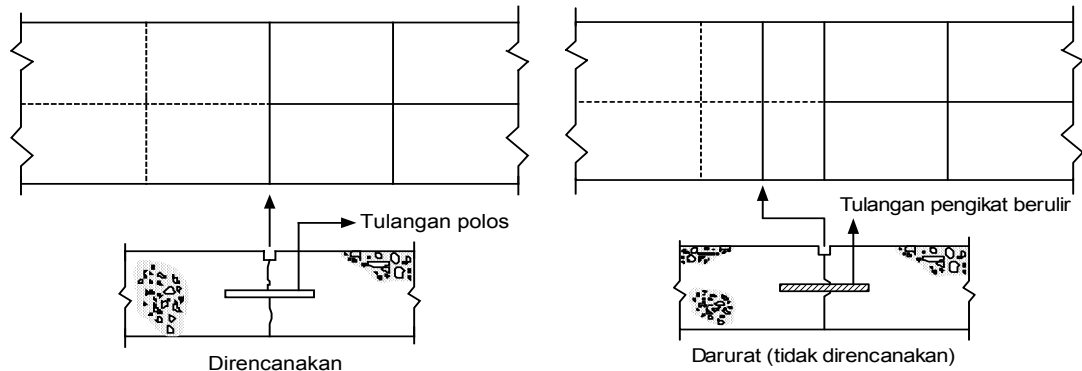 Tulangan polos
Direncanakan
Tulangan pengikat berulir
Darurat (tidak direncanakan)